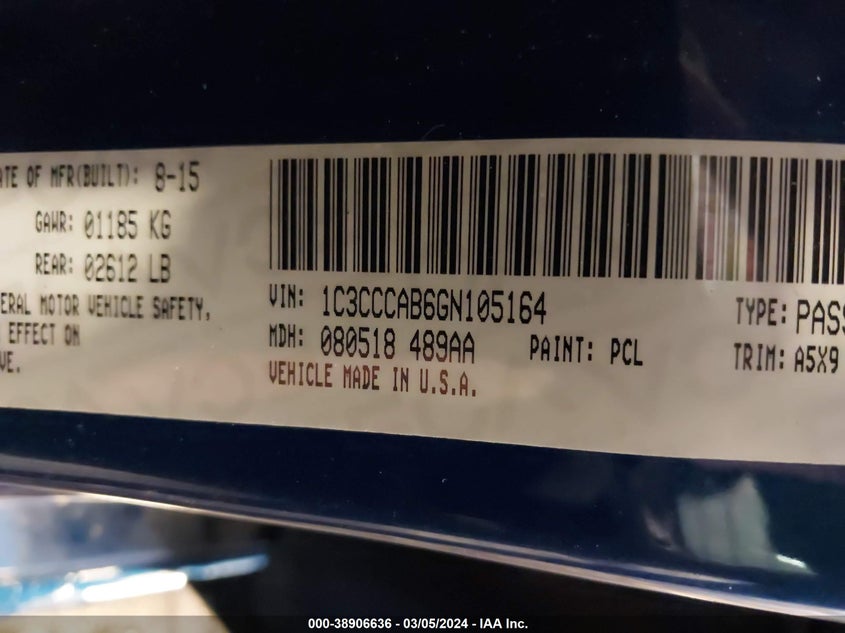 ATE OF MFR(BUILT): 8-15
GAWR: 01185 KG
REAR: 02612 LB
ERAL MOTOR VEHICLE SAFETY,
EFFECT ON
VE.
VIN: 1C3CCCAB6GN105164
MDH: 080518 489AA
PAINT: PCL
VEHICLE MADE IN U.S.A.
TYPE: PASS
TRIM: A5X9
000-38906636 - 03/05/2024 - IAA Inc.